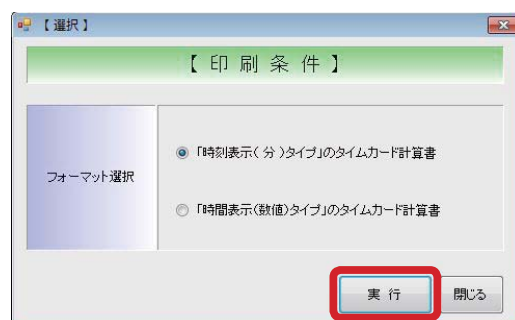 【選択】
【 印 刷 条 件 】
フォーマット選択
「時刻表示( 分 )タイプ」のタイムカード計算書
「時間表示(数値)タイプ」のタイムカード計算書
実 行
閉じる